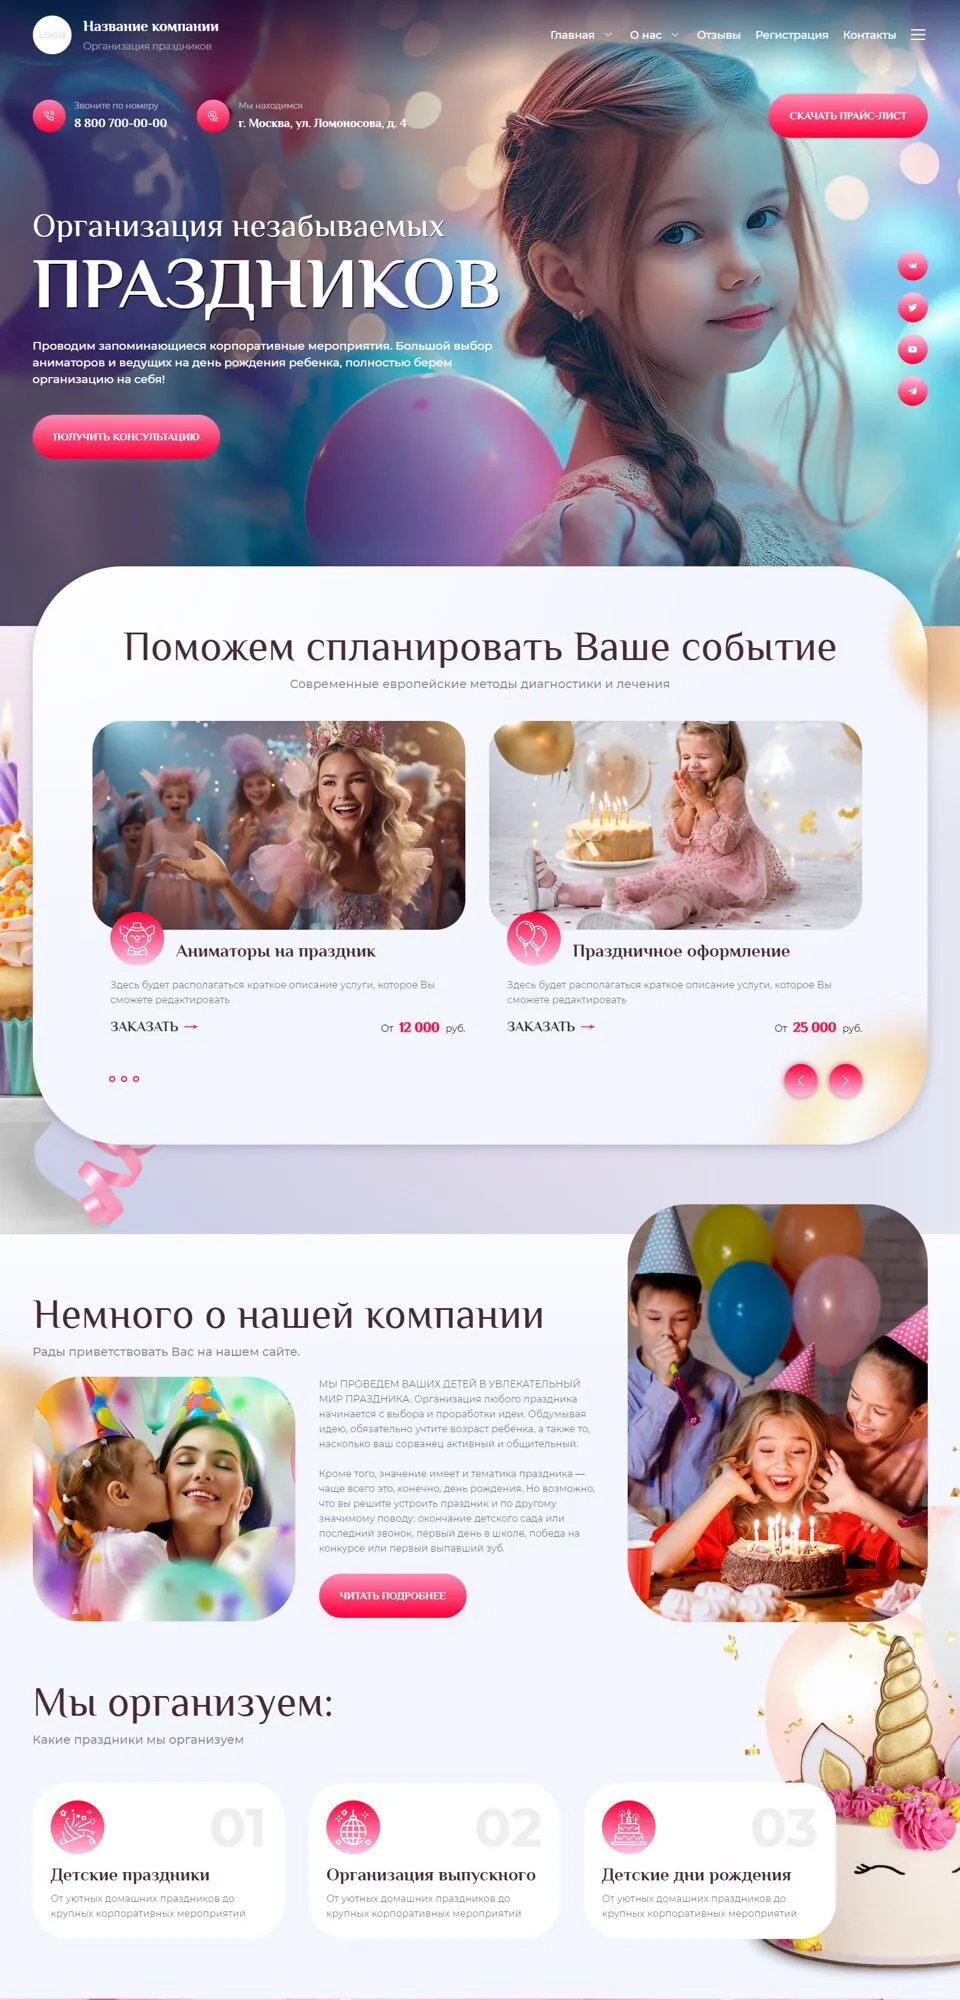 LOGO
Название компании
Организация праздников
Главная О нас Отзывы Регистрация Контакты
Звоните по номеру
8 800 700-00-00
Мы находимся
г. Москва, ул. Ломоносова, д. 4
СКАЧАТЬ ПРАЙС-ЛИСТ
Организация незабываемых
ПРАЗДНИКОВ
Проводим запоминающиеся корпоративные мероприятия. Большой выбор
аниматоров и ведущих на день рождения ребенка, полностью берем
организацию на себя!
ПОЛУЧИТЬ КОНСУЛЬТАЦИЮ
Поможем спланировать Ваше событие
Современные европейские методы диагностики и лечения
Аниматоры на праздник
Здесь будет располагаться краткое описание услуги, которое Вы
сможете редактировать
ЗАКАЗАТЬ → От 12 000 руб.
Праздничное оформление
Здесь будет располагаться краткое описание услуги, которое Вы
сможете редактировать
ЗАКАЗАТЬ → От 25 000 руб.
Немного о нашей компании
Рады приветствовать Вас на нашем сайте.
МЫ ПРОВЕДЕМ ВАШИХ ДЕТЕЙ В УВЛЕКАТЕЛЬНЫЙ
МИР ПРАЗДНИКА. Организация любого праздника
начинается с выбора и проработки идеи. Обдумывая
идею, обязательно учтите возраст ребенка, а также то,
насколько ваш сорванец активный и общительный.
Кроме того, значение имеет и тематика праздника —
чаще всего это, конечно, день рождения. Но возможно,
что вы решите устроить праздник и по другому
значимому поводу: окончание детского сада или
последний звонок, первый день в школе, победа на
конкурсе или первый выпавший зуб.
ЧИТАТЬ ПОДРОБНЕЕ
Мы организуем:
Какие праздники мы организуем
01
Детские праздники
От уютных домашних праздников до
крупных корпоративных мероприятий
02
Организация выпускного
От уютных домашних праздников до
крупных корпоративных мероприятий
03
Детские дни рождения
От уютных домашних праздников до
крупных корпоративных мероприятий